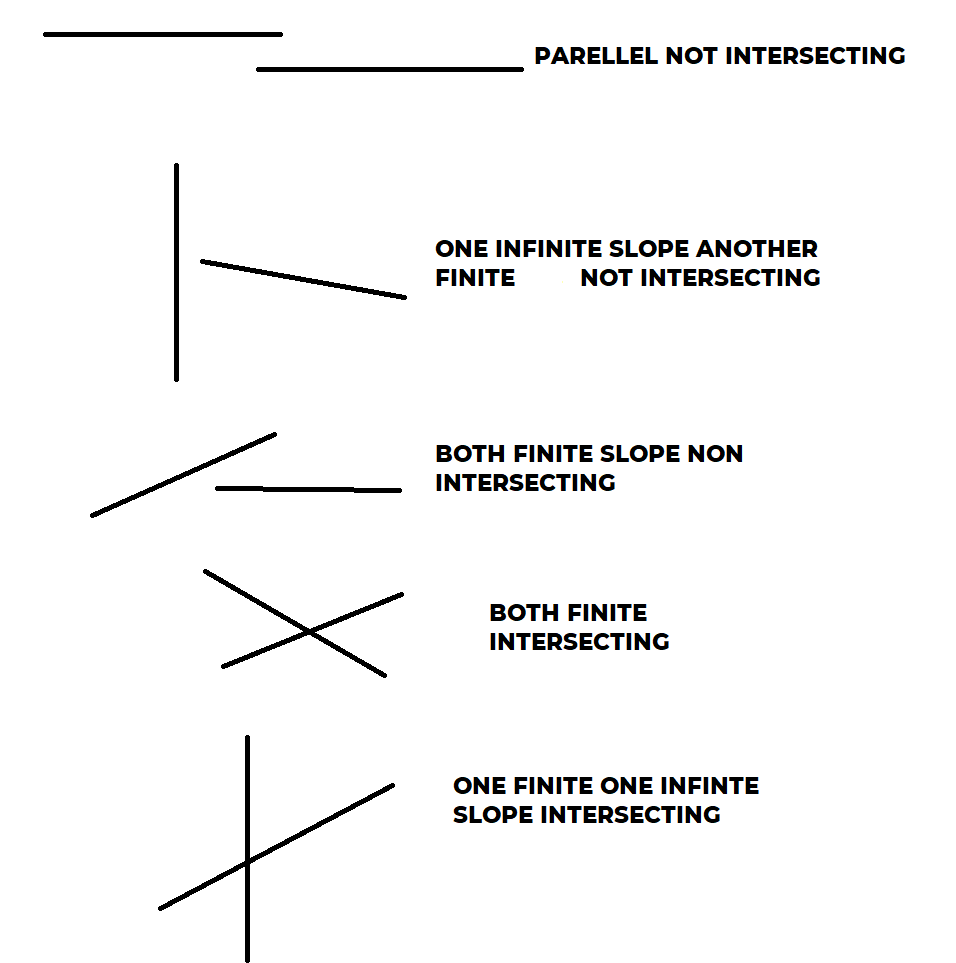 PARELLEL NOT INTERSECTING
ONE INFINITE SLOPE ANOTHER
FINITE NOT INTERSECTING
BOTH FINITE SLOPE NON
INTERSECTING
BOTH FINITE
INTERSECTING
ONE FINITE ONE INFINTE
SLOPE INTERSECTING